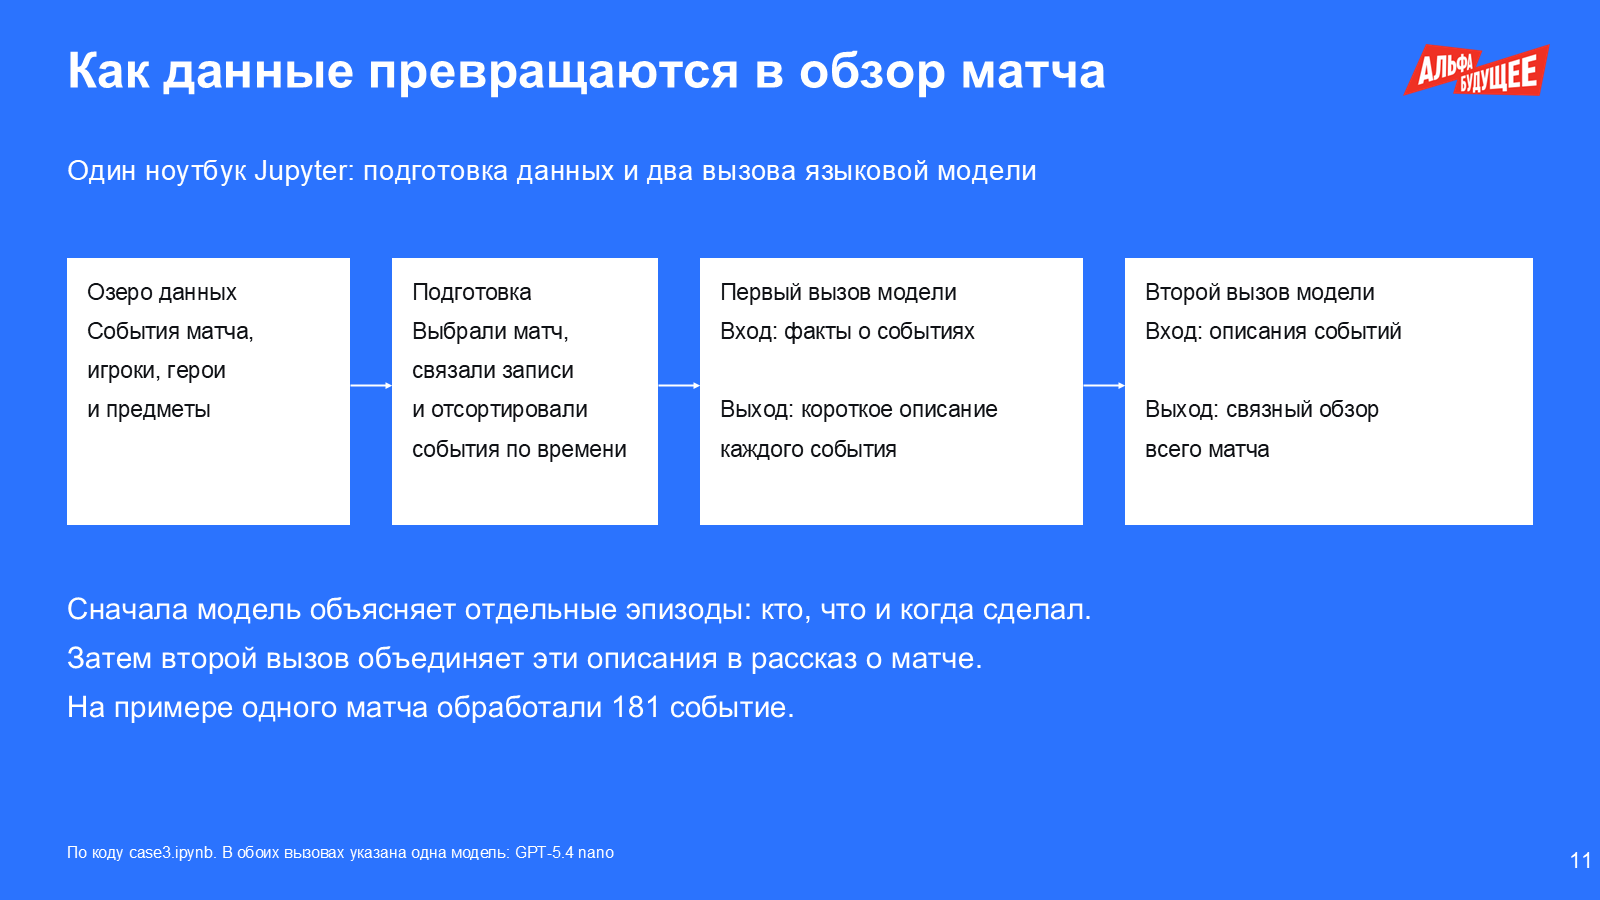 Как данные превращаются в обзор матча
АЛЬФА
БУДУЩЕЕ
Один ноутбук Jupyter: подготовка данных и два вызова языковой модели
Озеро данных
События матча,
игроки, герои
и предметы
Подготовка
Выбрали матч,
связали записи
и отсортировали
события по времени
Первый вызов модели
Вход: факты о событиях
Выход: короткое описание
каждого события
Второй вызов модели
Вход: описания событий
Выход: связный обзор
всего матча
Сначала модель объясняет отдельные эпизоды: кто, что и когда сделал.
Затем второй вызов объединяет эти описания в рассказ о матче.
На примере одного матча обработали 181 событие.
По коду case3.ipynb. В обоих вызовах указана одна модель: GPT-5.4 nano
11